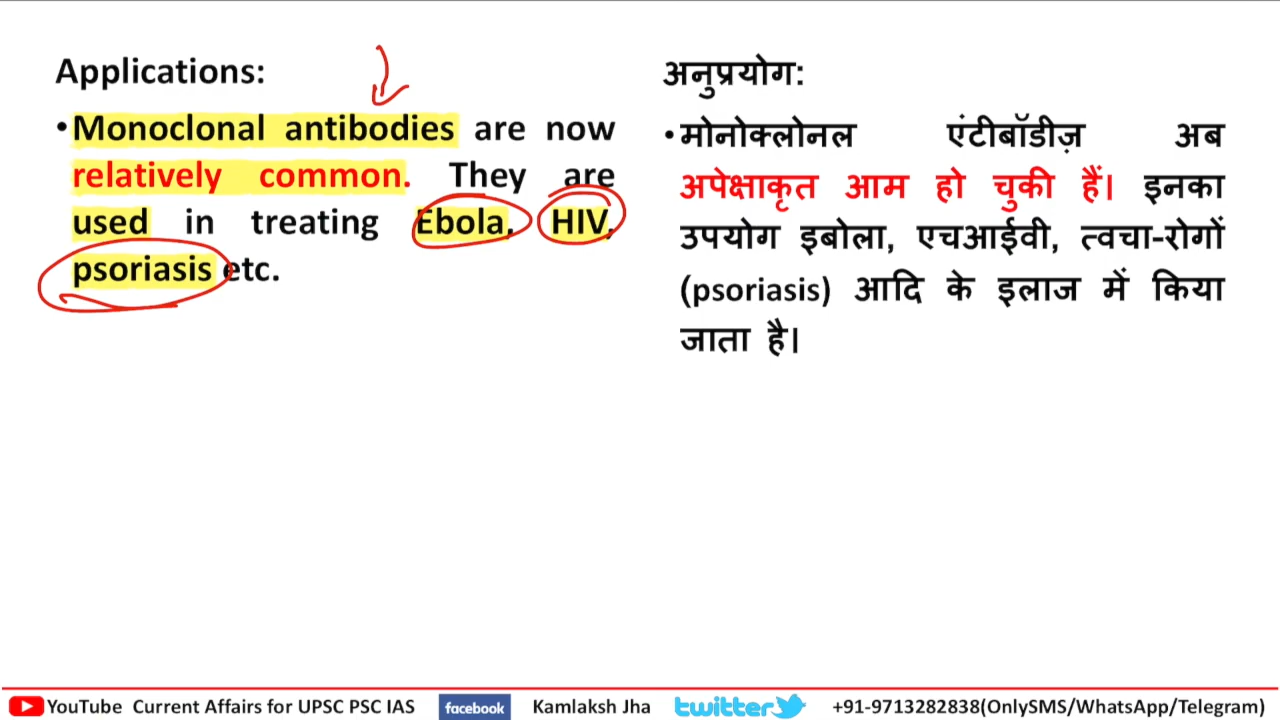 Applications:
•Monoclonal antibodies are now
relatively common. They are
used in treating Ebola, HIV,
psoriasis etc.
अनुप्रयोग:
•मोनोक्लोनल एंटीबॉडीज़ अब
अपेक्षाकृत आम हो चुकी हैं। इनका
उपयोग इबोला, एचआईवी, त्वचा-रोगों
(psoriasis) आदि के इलाज में किया
जाता है।
YouTube Current Affairs for UPSC PSC IAS facebook Kamlaksh Jha twitter +91-9713282838(OnlySMS/WhatsApp/Telegram)